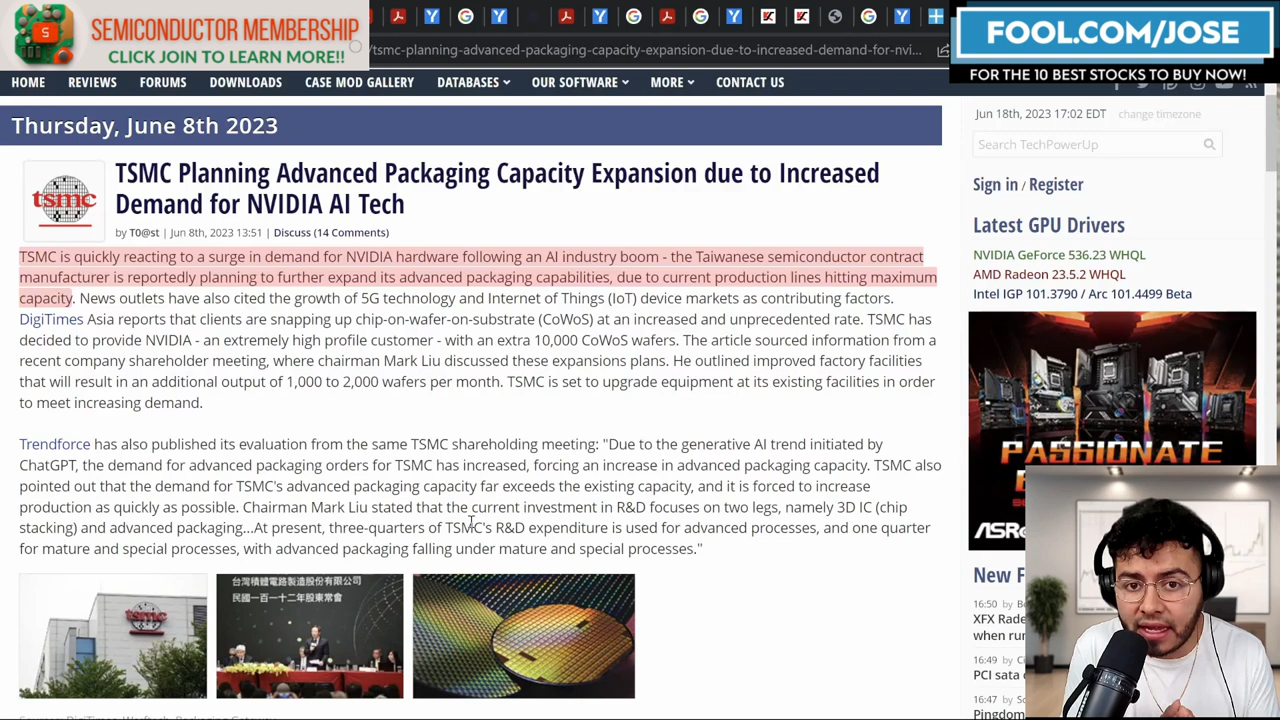 SEMICONDUCTOR MEMBERSHIP
CLICK JOIN TO LEARN MORE!!
/tsmc-planning-advanced-packaging-capacity-expansion-due-to-increased-demand-for-nvi...
FOOL.COM/JOSE
FOR THE 10 BEST STOCKS TO BUY NOW!
HOME REVIEWS FORUMS DOWNLOADS CASE MOD GALLERY DATABASES OUR SOFTWARE MORE CONTACT US
Thursday, June 8th 2023
tsmc
TSMC Planning Advanced Packaging Capacity Expansion due to Increased
Demand for NVIDIA AI Tech
by T0@st | Jun 8th, 2023 13:51 | Discuss (14 Comments)
TSMC is quickly reacting to a surge in demand for NVIDIA hardware following an AI industry boom - the Taiwanese semiconductor contract
manufacturer is reportedly planning to further expand its advanced packaging capabilities, due to current production lines hitting maximum
capacity. News outlets have also cited the growth of 5G technology and Internet of Things (IoT) device markets as contributing factors.
DigiTimes Asia reports that clients are snapping up chip-on-wafer-on-substrate (CoWoS) at an increased and unprecedented rate. TSMC has
decided to provide NVIDIA - an extremely high profile customer - with an extra 10,000 CoWoS wafers. The article sourced information from a
recent company shareholder meeting, where chairman Mark Liu discussed these expansions plans. He outlined improved factory facilities
that will result in an additional output of 1,000 to 2,000 wafers per month. TSMC is set to upgrade equipment at its existing facilities in order
to meet increasing demand.
Trendforce has also published its evaluation from the same TSMC shareholding meeting: "Due to the generative AI trend initiated by
ChatGPT, the demand for advanced packaging orders for TSMC has increased, forcing an increase in advanced packaging capacity. TSMC also
pointed out that the demand for TSMC's advanced packaging capacity far exceeds the existing capacity, and it is forced to increase
production as quickly as possible. Chairman Mark Liu stated that the current investment in R&D focuses on two legs, namely 3D IC (chip
stacking) and advanced packaging...At present, three-quarters of TSMC's R&D expenditure is used for advanced processes, and one quarter
for mature and special processes, with advanced packaging falling under mature and special processes."
tsmc
台灣積體電路製造股份有限公司
民國一百一十二年股東常會
Jun 18th, 2023 17:02 EDT change timezone
Search TechPowerUp
Sign in / Register
Latest GPU Drivers
NVIDIA GeForce 536.23 WHQL
AMD Radeon 23.5.2 WHQL
Intel IGP 101.3790 / Arc 101.4499 Beta
PASSIONATE
ASR
New F
16:50 by
XFX Rade
when ru
16:49 by
PCI sata
16:47 by
Pingdom